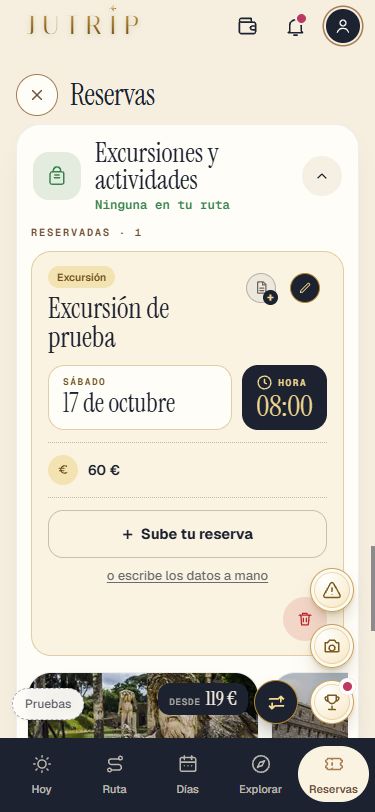 JUTRIP
Reservas
Excursiones y
actividades
Ninguna en tu ruta
RESERVADAS · 1
Excursión
Excursión de
prueba
SÁBADO
17 de octubre
HORA
08:00
€ 60 €
+ Sube tu reserva
o escribe los datos a mano
Pruebas
DESDE 119 €
Hoy
Ruta
Días
Explorar
Reservas